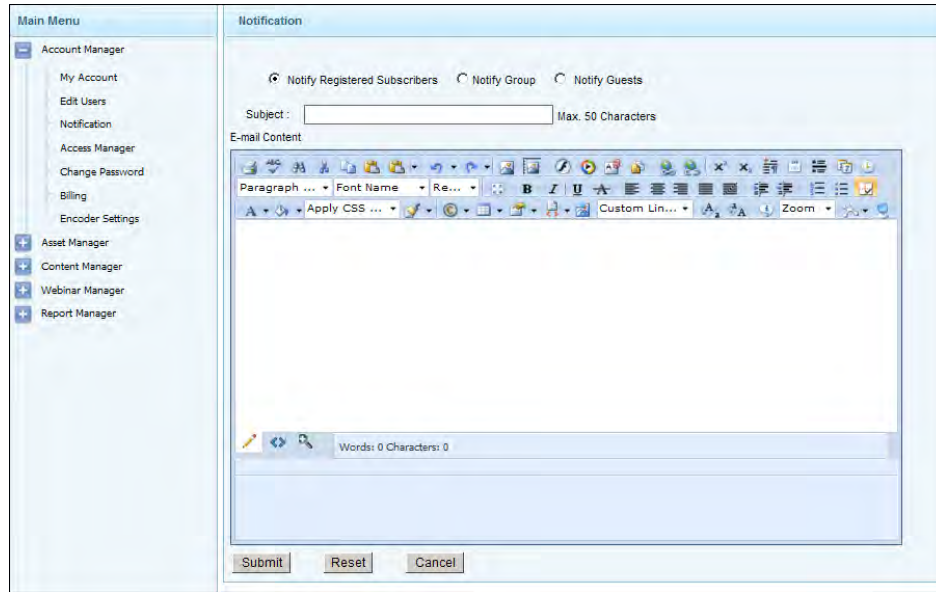 Main Menu
Account Manager
My Account
Edit Users
Notification
Access Manager
Change Password
Billing
Encoder Settings
Asset Manager
Content Manager
Webinar Manager
Report Manager
Notification
Notify Registered Subscribers Notify Group Notify Guests
Subject : Max. 50 Characters
E-mail Content
ABC
Paragraph ... Font Name Re... B I U A
A Apply CSS ... Custom Lin... A A Zoom
Words: 0 Characters: 0
Submit Reset Cancel